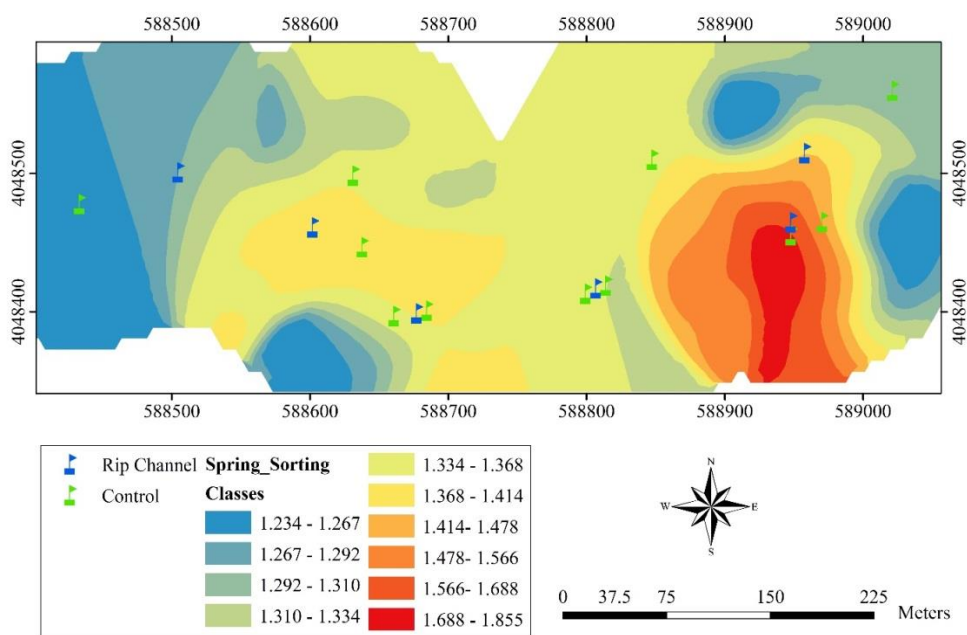 588500 588600 588700 588800 588900 589000
4048500 4048500
4048400 4048400
588500 588600 588700 588800 588900 589000
Rip Channel
Control
Spring_Sorting
Classes
1.234 - 1.267
1.267 - 1.292
1.292 - 1.310
1.310 - 1.334
1.334 - 1.368
1.368 - 1.414
1.414- 1.478
1.478 - 1.566
1.566 - 1.688
1.688 - 1.855
N
W E
S
0 37.5 75 150 225
Meters